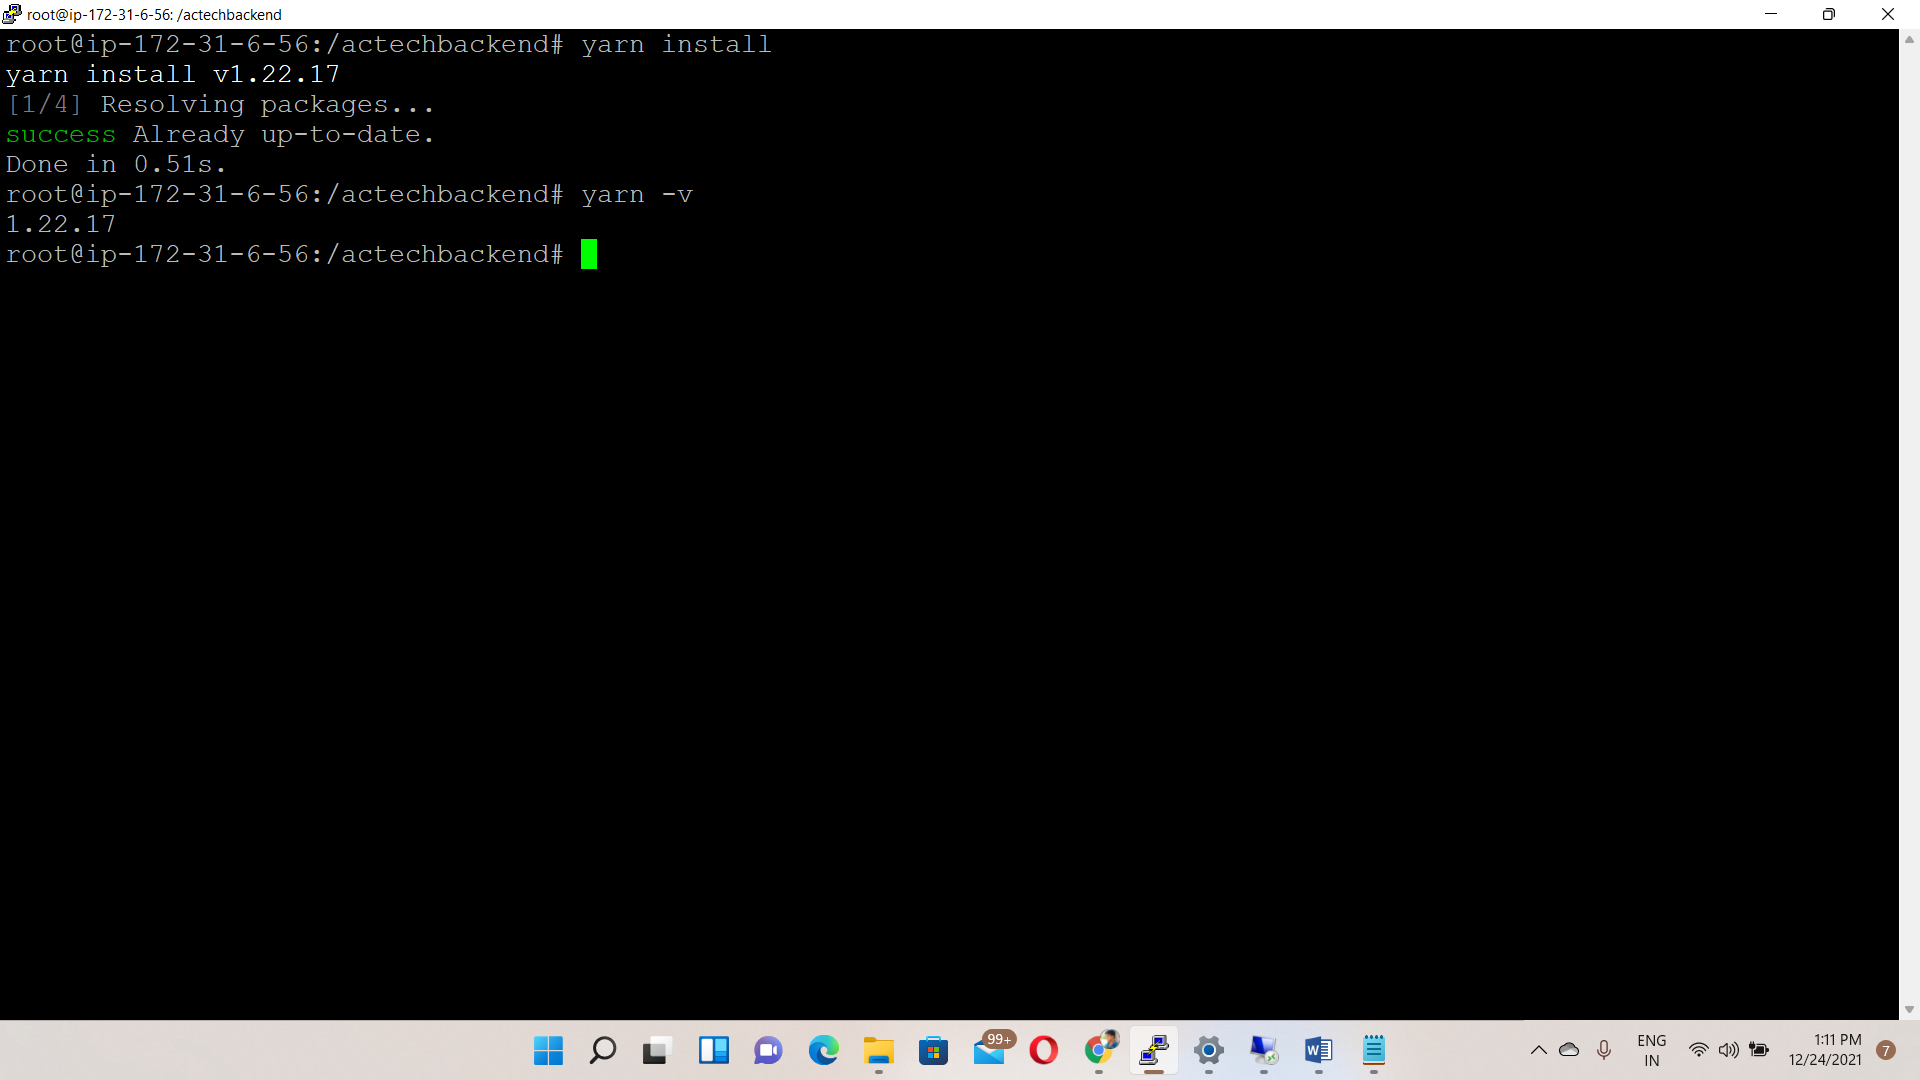 root@ip-172-31-6-56: /actechbackend
root@ip-172-31-6-56:/actechbackend# yarn install
yarn install v1.22.17
[1/4] Resolving packages...
success Already up-to-date.
Done in 0.51s.
root@ip-172-31-6-56:/actechbackend# yarn -v
1.22.17
root@ip-172-31-6-56:/actechbackend#
99+
W
ENG
IN
1:11 PM
12/24/2021
7